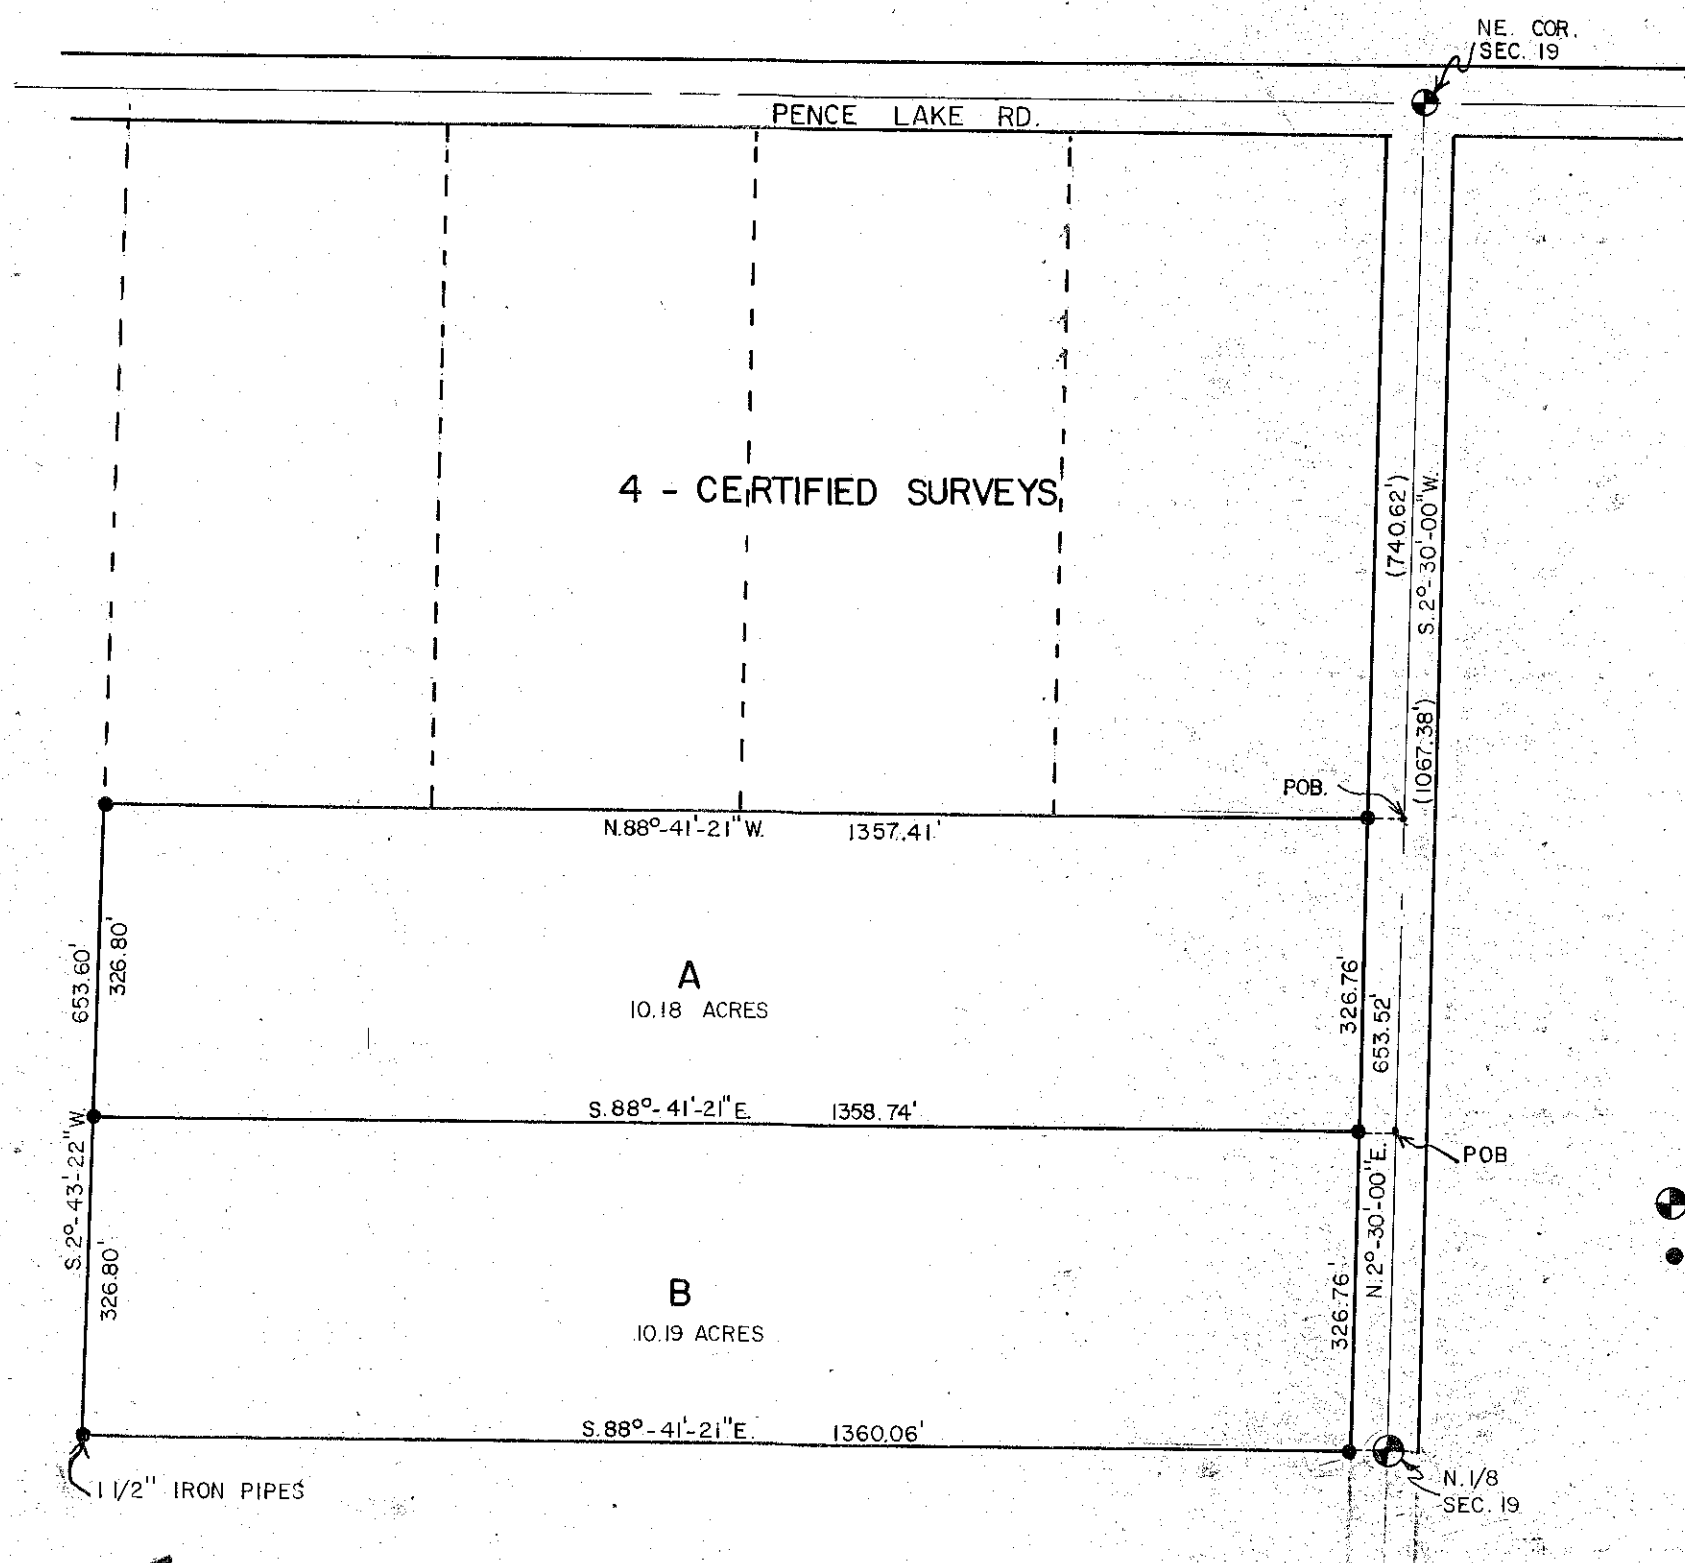 NE. COR.
SEC. 19
PENCE LAKE RD.
4 - CERTIFIED SURVEYS
(740.62')
S. 2°-30'-00" W.
(1067.38')
POB.
N. 88°-41'-21" W. 1357.41'
653.60'
326.80'
A
10.18 ACRES
326.76'
653.52'
S. 88°-41'-21" E. 1358.74'
POB
S. 2°-43'-22" W.
326.80'
N. 2°-30'-00" E.
B
10.19 ACRES
326.76'
S. 88°-41'-21" E. 1360.06'
1 1/2" IRON PIPES
N. 1/8
SEC. 19